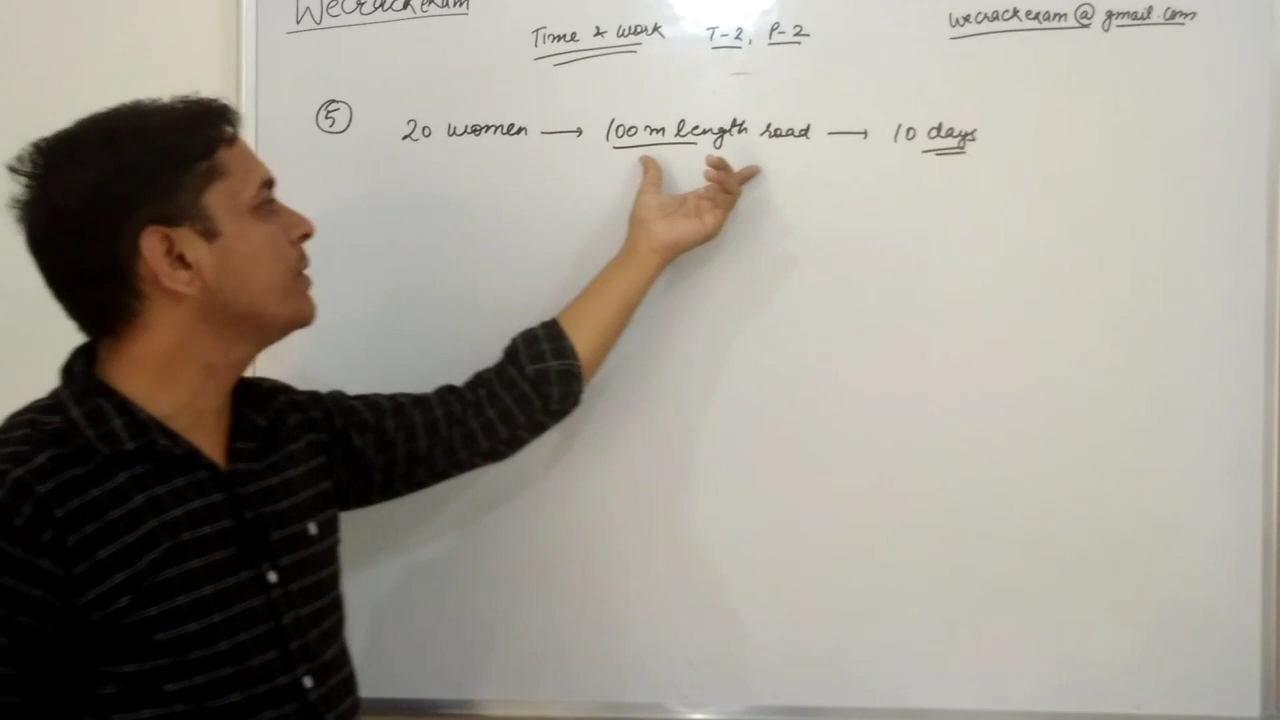 Wecrackexam
wecrackexam@gmail.com
Time & Work T-2, P-2
5 20 women → 100m length road → 10 days